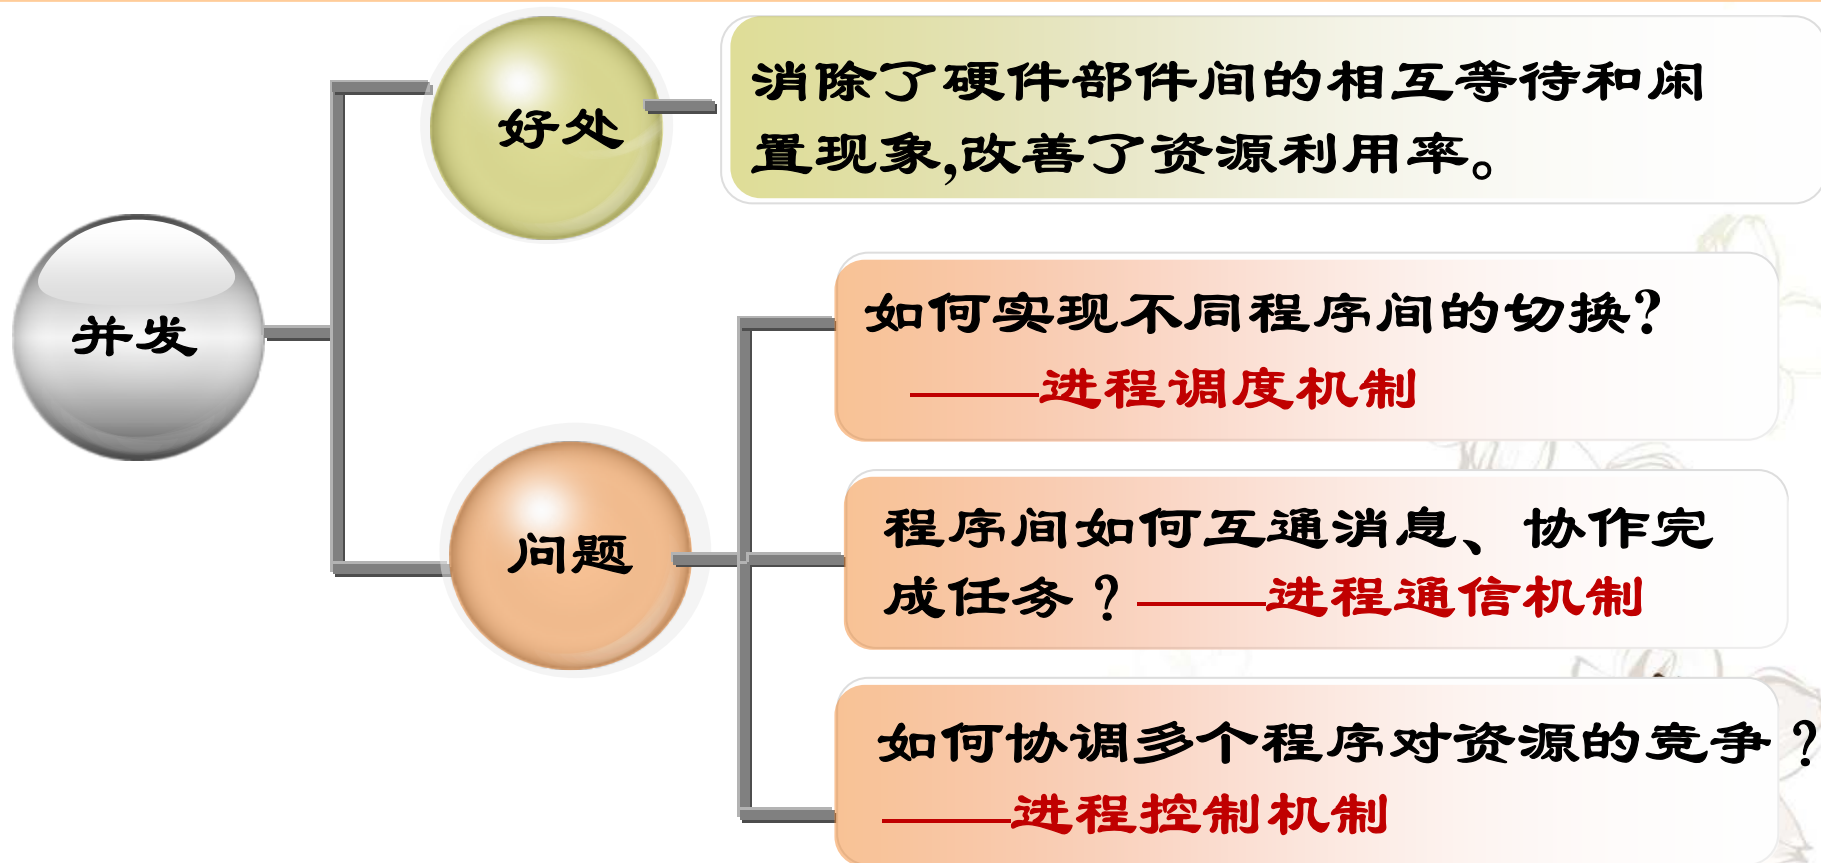 并发
好处
消除了硬件部件间的相互等待和闲
置现象,改善了资源利用率。
问题
如何实现不同程序间的切换?
——进程调度机制
程序间如何互通消息、协作完
成任务？——进程通信机制
如何协调多个程序对资源的竞争？
——进程控制机制